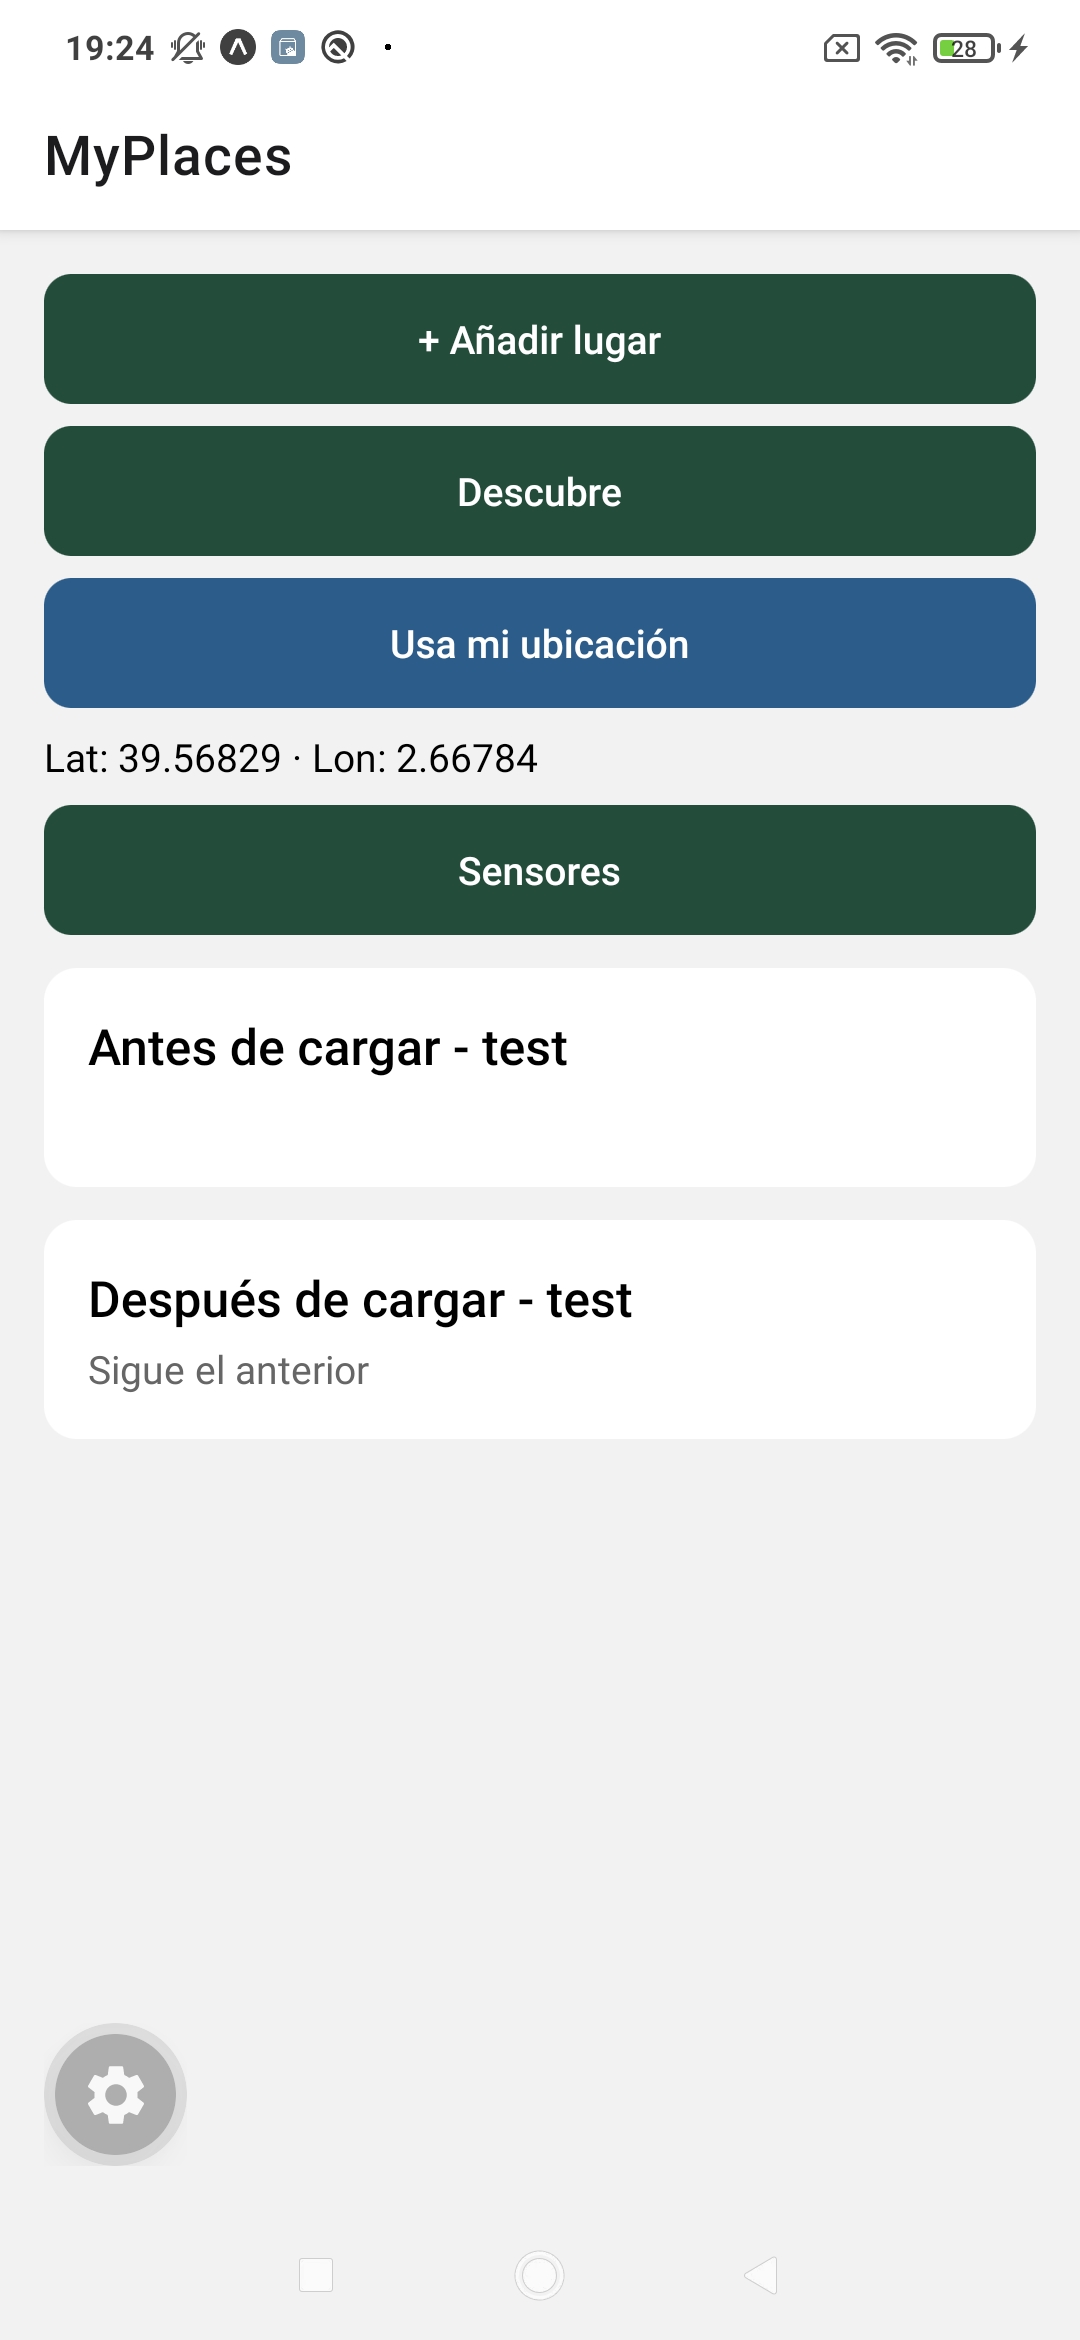 19:24
28
MyPlaces
+ Añadir lugar
Descubre
Usa mi ubicación
Lat: 39.56829 · Lon: 2.66784
Sensores
Antes de cargar - test
Después de cargar - test
Sigue el anterior